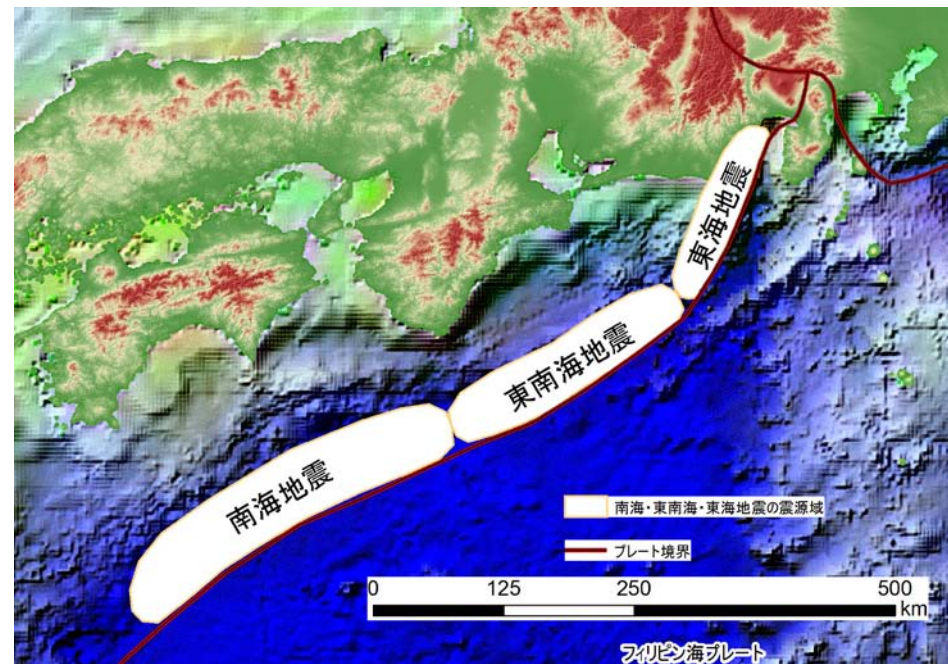 東海地震
東南海地震
南海地震
南海・東南海・東海地震の震源域
プレート境界
0 125 250 500
km
フィリピン海プレート